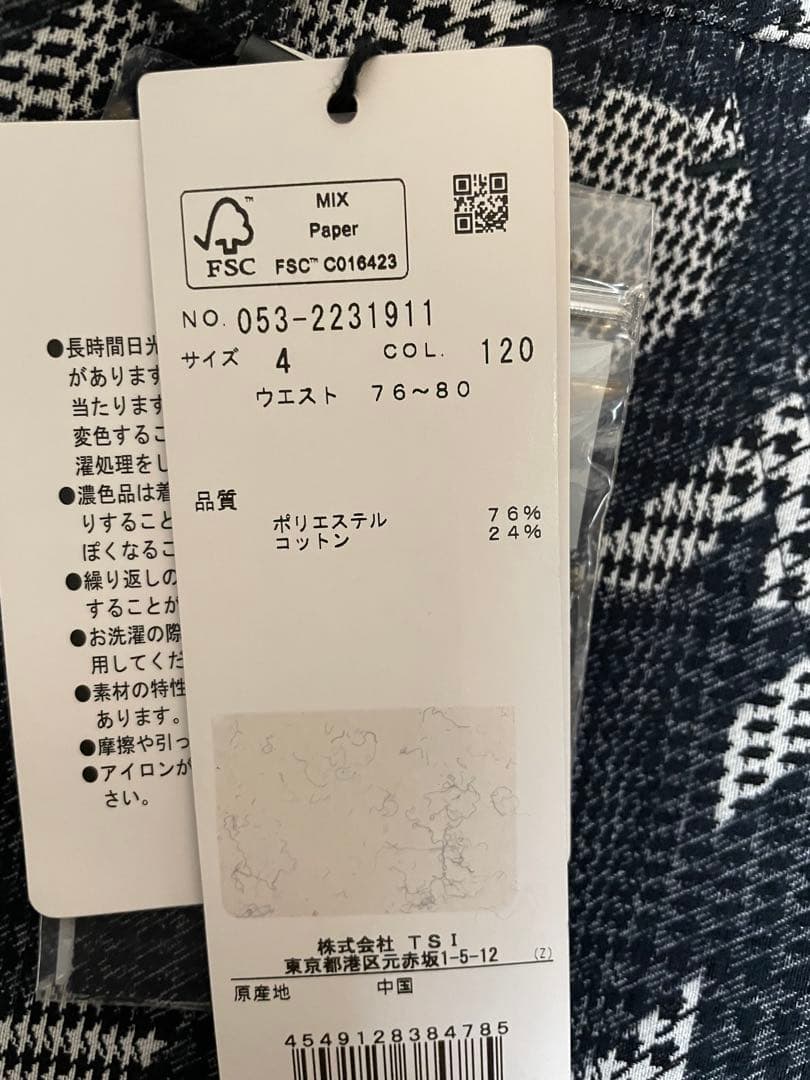 MIX
Paper
FSC™ C016423
FSC
NO. 053-2231911
サイズ 4 COL. 120
ウエスト 76～80
品質
ポリエステル 76%
コットン 24%
株式会社 TSI
東京都港区元赤坂1-5-12 (Z)
原産地 中国
4549128384785
●長時間日光
があります
当たります
変色するこ
濯処理をし
●濃色品は着
りすること
ぽくなるこ
●繰り返しの
することが
●お洗濯の際
用してくだ
●素材の特性
あります。
●摩擦や引っ
●アイロンが
さい。